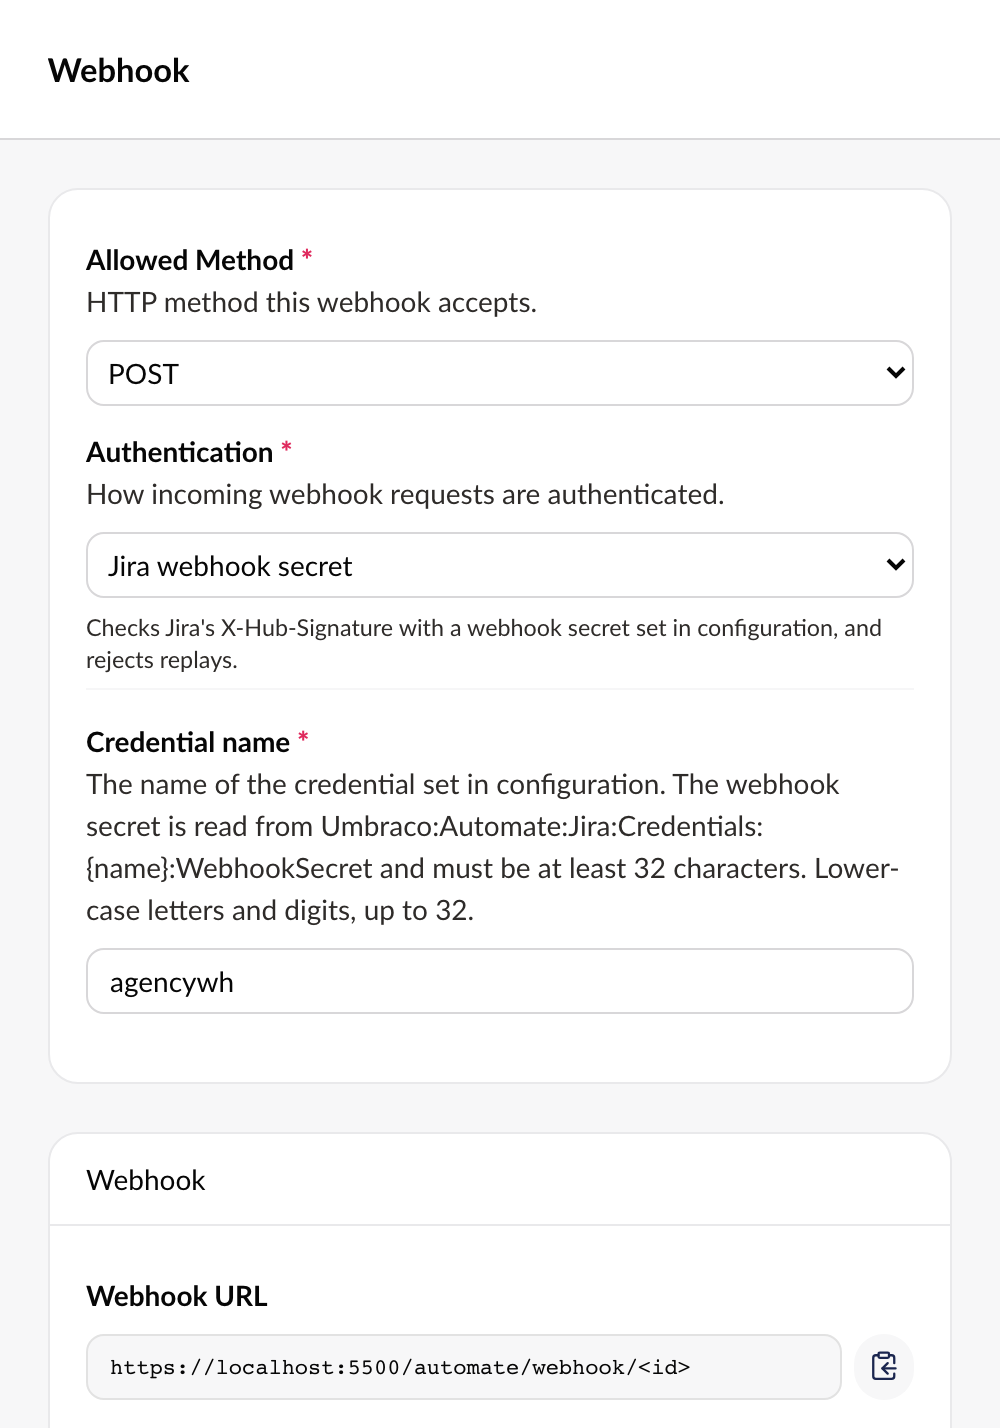 Webhook
Allowed Method *
HTTP method this webhook accepts.
POST
Authentication *
How incoming webhook requests are authenticated.
Jira webhook secret
Checks Jira's X-Hub-Signature with a webhook secret set in configuration, and
rejects replays.
Credential name *
The name of the credential set in configuration. The webhook
secret is read from Umbraco:Automate:Jira:Credentials:
{name}:WebhookSecret and must be at least 32 characters. Lower-
case letters and digits, up to 32.
agencywh
Webhook
Webhook URL
https://localhost:5500/automate/webhook/<id>